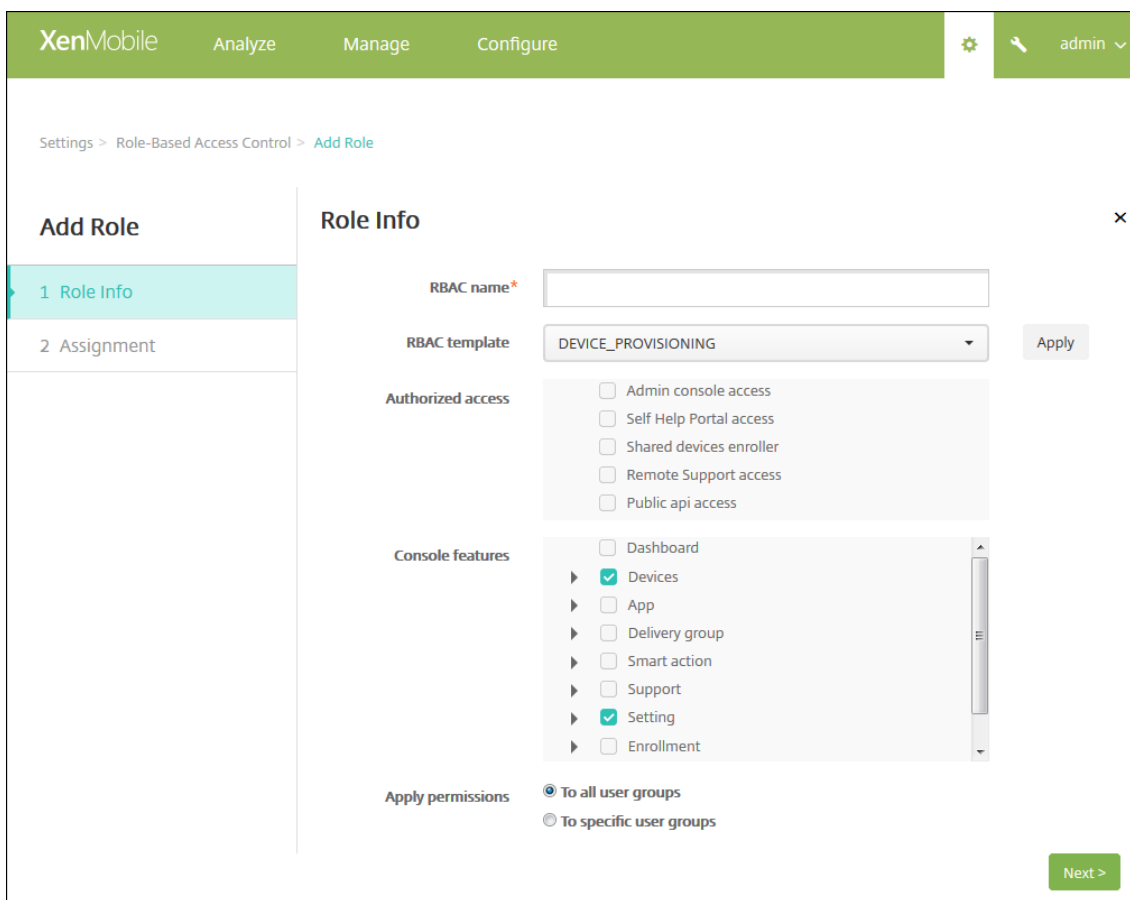 XenMobile Analyze Manage Configure admin
Settings > Role-Based Access Control > Add Role
Add Role
1 Role Info
2 Assignment
Role Info
RBAC name*
RBAC template DEVICE_PROVISIONING Apply
Authorized access
Admin console access
Self Help Portal access
Shared devices enroller
Remote Support access
Public api access
Console features
Dashboard
Devices
App
Delivery group
Smart action
Support
Setting
Enrollment
Apply permissions
To all user groups
To specific user groups
Next >